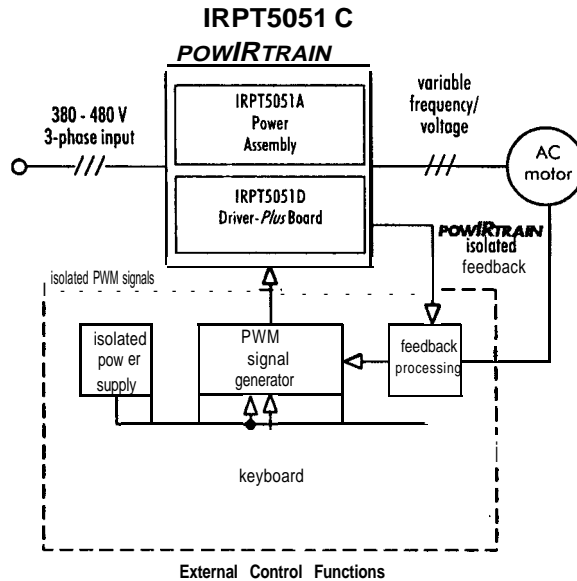 IRPT5051 C
POWIRTRAIN
IRPT5051A
Power
Assembly
380 - 480 V
3-phase input
variable
frequency/
voltage
AC
motor
IRPT5051D
Driver-Plus Board
POWIRTRAIN
isolated
feedback
isolated PWM signals
isolated
pow er
supply
PWM
signal
generator
feedback
processing
keyboard
External Control Functions